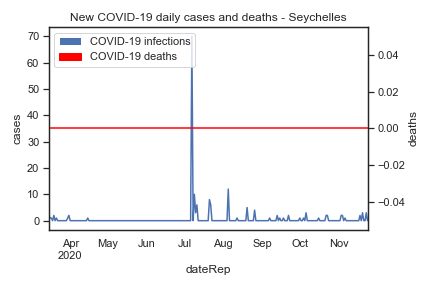 New COVID-19 daily cases and deaths - Seychelles
COVID-19 infections
COVID-19 deaths
70
60
50
40
30
20
10
0
cases
0.04
0.02
0.00
−0.02
−0.04
deaths
Apr May Jun Jul Aug Sep Oct Nov
2020
dateRep